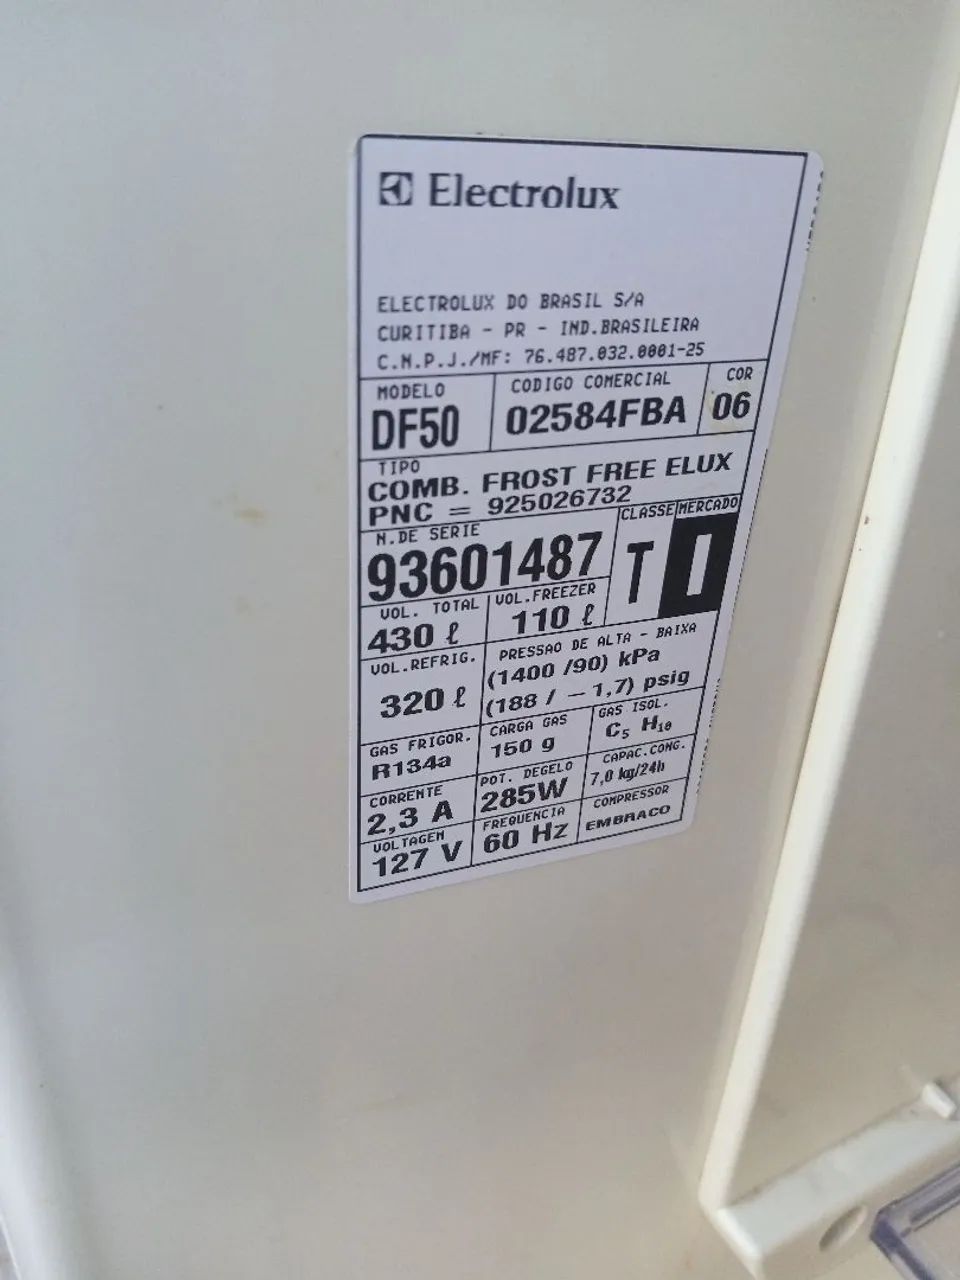 Electrolux
ELECTROLUX DO BRASIL S/A
CURITIBA - PR - IND.BRASILEIRA
C.N.P.J./MF: 76.487.032.0001-25
MODELO
DF50
CODIGO COMERCIAL
02584FBA
COR
06
TIPO
COMB. FROST FREE ELUX
PNC = 925026732
N.DE SERIE
93601487
CLASSE
T
MERCADO
I
VOL. TOTAL
430 ℓ
VOL.FREEZER
110 ℓ
VOL.REFRIG.
320 ℓ
PRESSAO DE ALTA - BAIXA
(1400 /90) kPa
(188 / - 1,7) psig
GAS FRIGOR.
R134a
CARGA GAS
150 g
GAS ISOL.
C₅ H₁₀
CORRENTE
2,3 A
POT. DEGELO
285W
CAPAC.CONG.
7,0 kg/24h
VOLTAGEM
127 V
FREQUENCIA
60 Hz
COMPRESSOR
EMBRACO